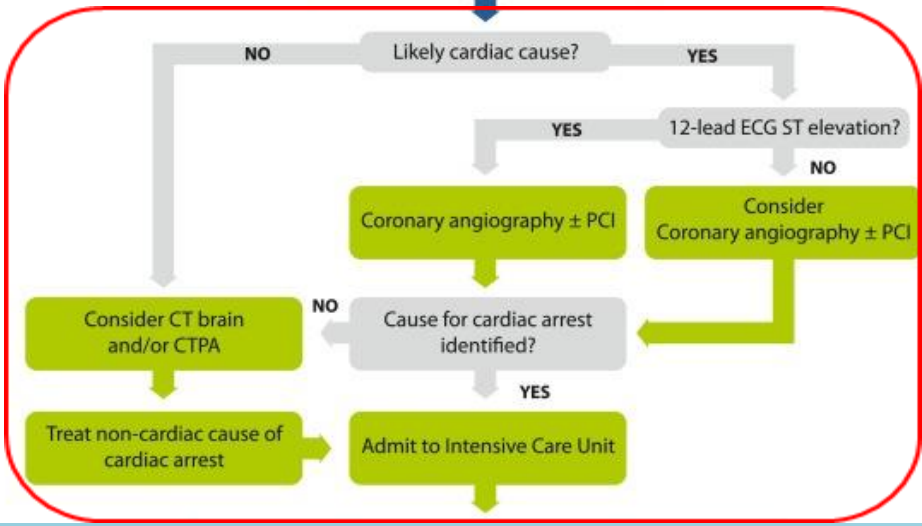 Likely cardiac cause?
NO
YES
12-lead ECG ST elevation?
YES
NO
Coronary angiography ± PCI
Consider
Coronary angiography ± PCI
Consider CT brain
and/or CTPA
NO
Cause for cardiac arrest
identified?
YES
Treat non-cardiac cause of
cardiac arrest
Admit to Intensive Care Unit